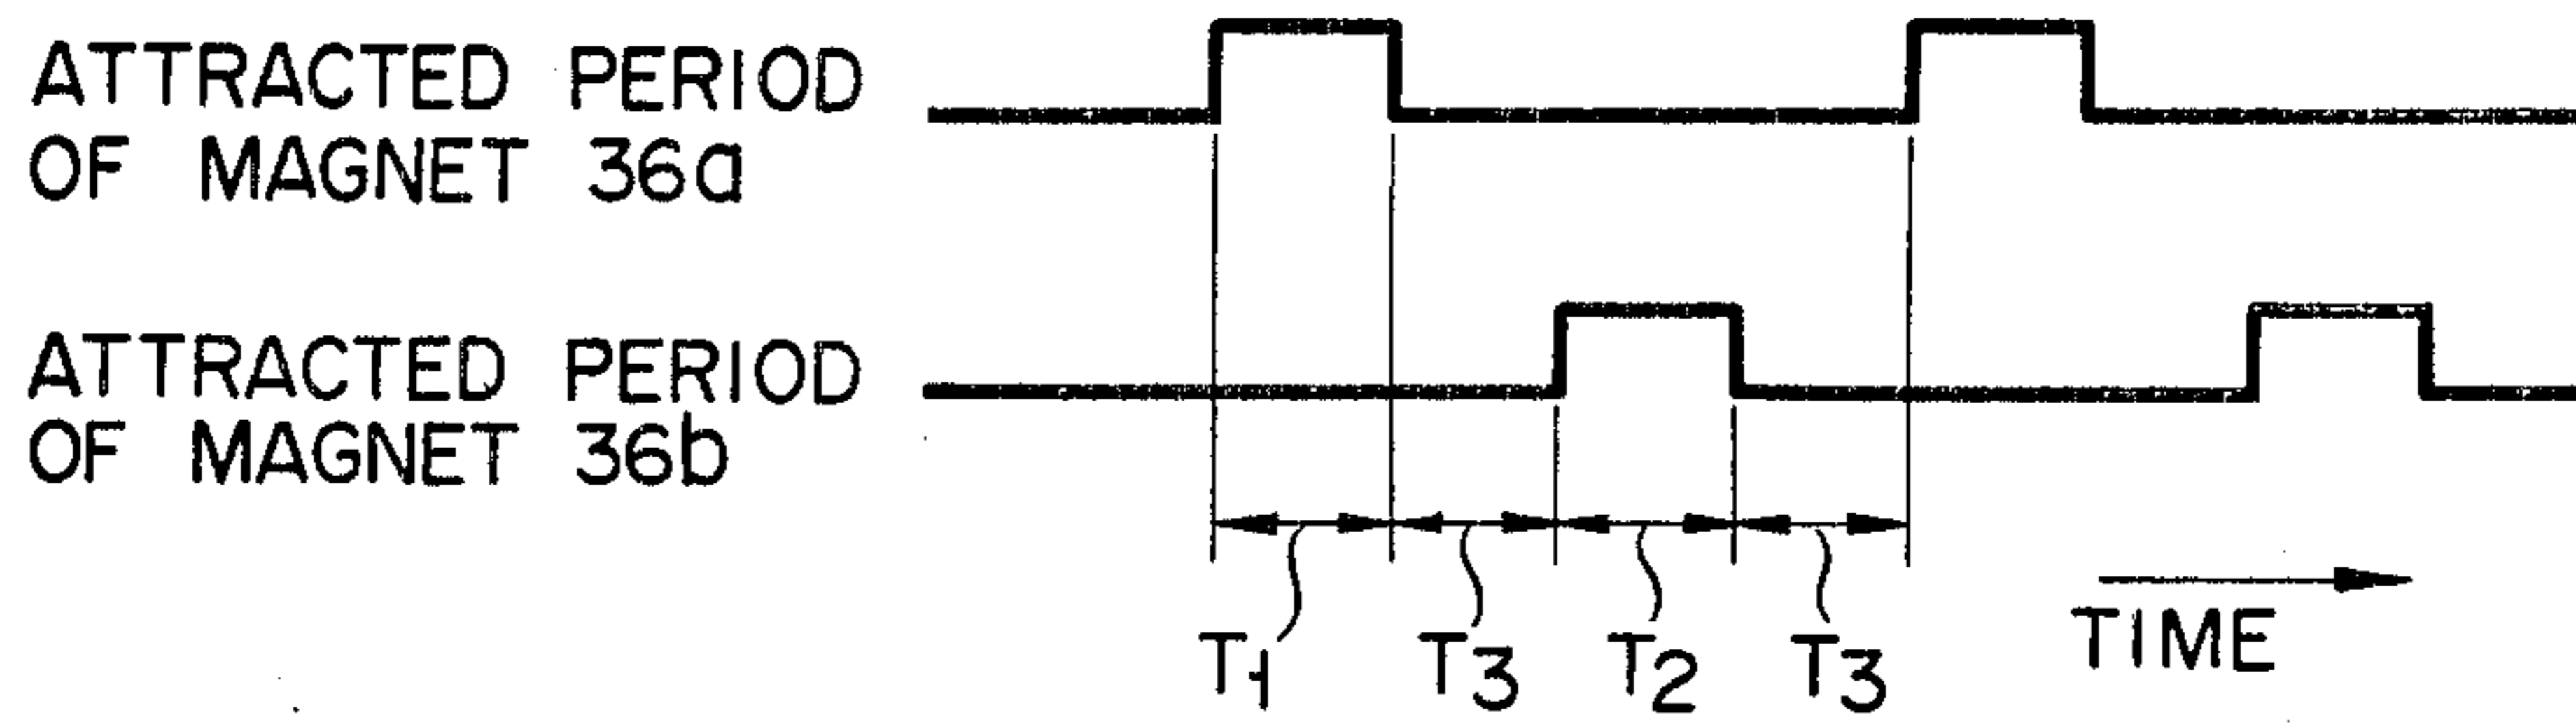 ATTRACTED PERIOD
OF MAGNET 36a
ATTRACTED PERIOD
OF MAGNET 36b
T1 T3 T2 T3
TIME